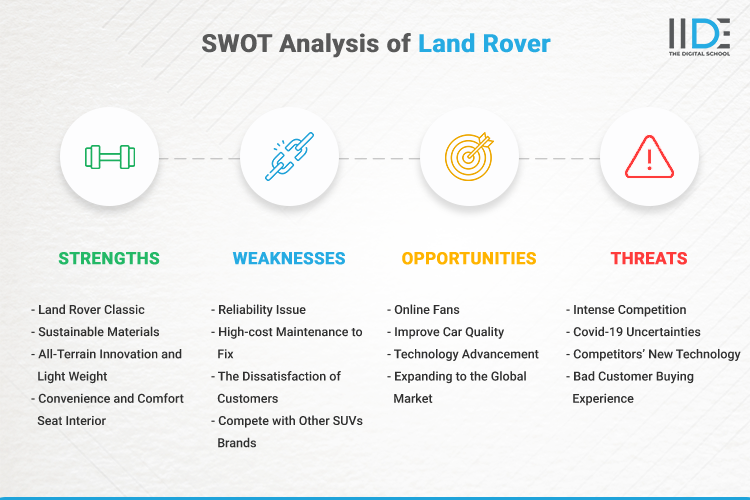 SWOT Analysis of Land Rover
IIDE
THE DIGITAL SCHOOL
STRENGTHS
- Land Rover Classic
- Sustainable Materials
- All-Terrain Innovation and
Light Weight
- Convenience and Comfort
Seat Interior
WEAKNESSES
- Reliability Issue
- High-cost Maintenance to
Fix
- The Dissatisfaction of
Customers
- Compete with Other SUVs
Brands
OPPORTUNITIES
- Online Fans
- Improve Car Quality
- Technology Advancement
- Expanding to the Global
Market
THREATS
- Intense Competition
- Covid-19 Uncertainties
- Competitors' New Technology
- Bad Customer Buying
Experience